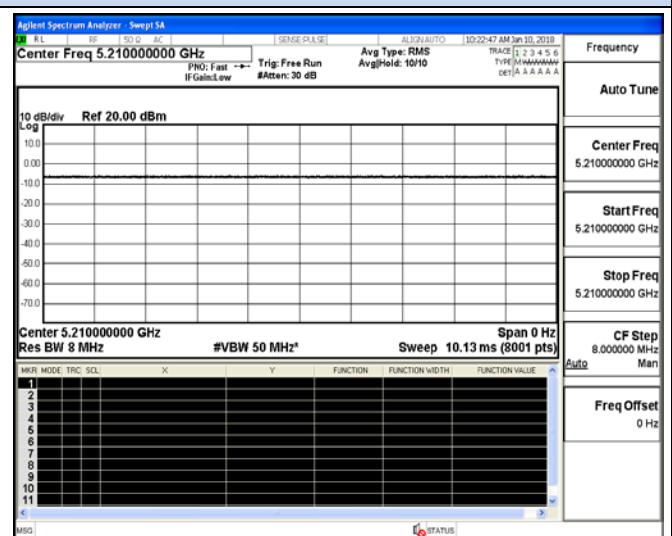 Agilent Spectrum Analyzer - Swept SA
RL RF 50 Ω AC SENSE:PULSE ALIGN AUTO 10:22:47 AM Jan 10, 2018
Center Freq 5.210000000 GHz
PNO: Fast
IFGain:Low
Trig: Free Run
#Atten: 30 dB
Avg Type: RMS
Avg|Hold: 10/10
TRACE 1 2 3 4 5 6
TYPE MWWWWW
DET A A A A A A
10 dB/div Ref 20.00 dBm
Log
10.0
0.00
-10.0
-20.0
-30.0
-40.0
-50.0
-60.0
-70.0
Center 5.210000000 GHz Span 0 Hz
Res BW 8 MHz #VBW 50 MHz* Sweep 10.13 ms (8001 pts)
MKR MODE TRC SCL X Y FUNCTION FUNCTION WIDTH FUNCTION VALUE
1
2
3
4
5
6
7
8
9
10
11
MSG STATUS
Frequency
Auto Tune
Center Freq
5.210000000 GHz
Start Freq
5.210000000 GHz
Stop Freq
5.210000000 GHz
CF Step
8.000000 MHz
Auto Man
Freq Offset
0 Hz